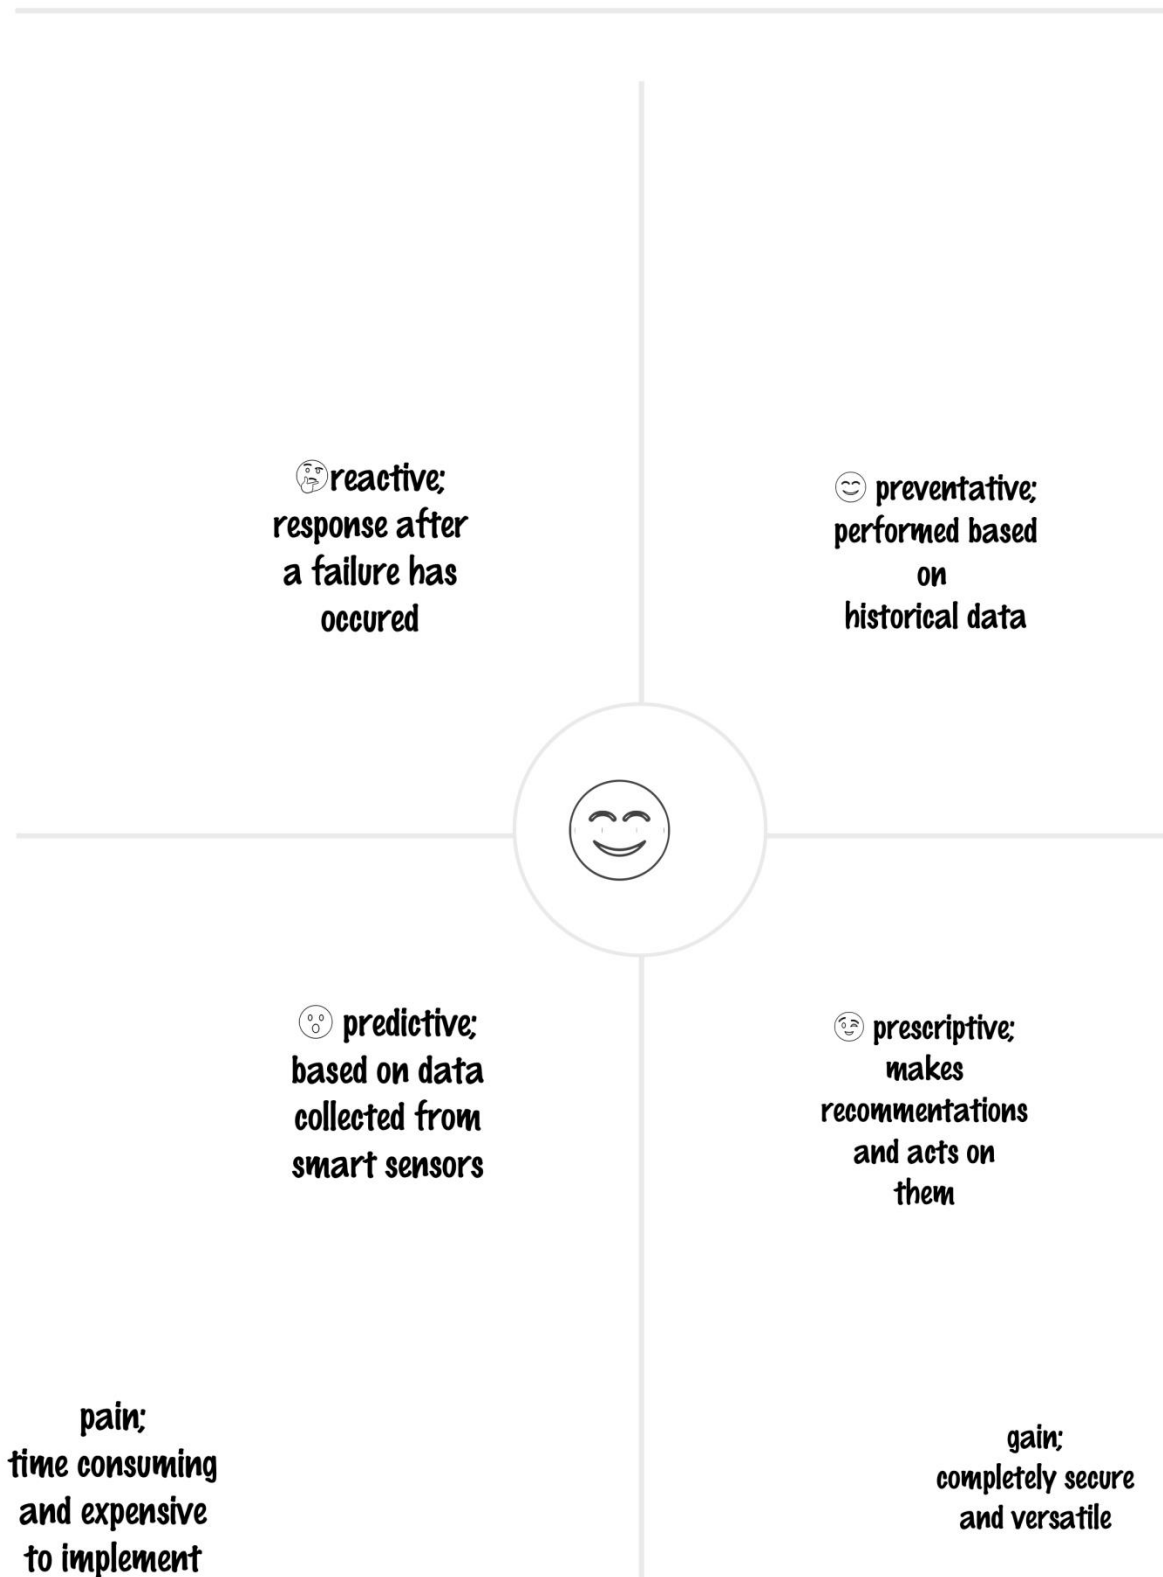 🤔reactive;
response after
a failure has
occured
😊 preventative;
performed based
on
historical data
😮 predictive;
based on data
collected from
smart sensors
😉 prescriptive;
makes
recommentations
and acts on
them
pain;
time consuming
and expensive
to implement
gain;
completely secure
and versatile